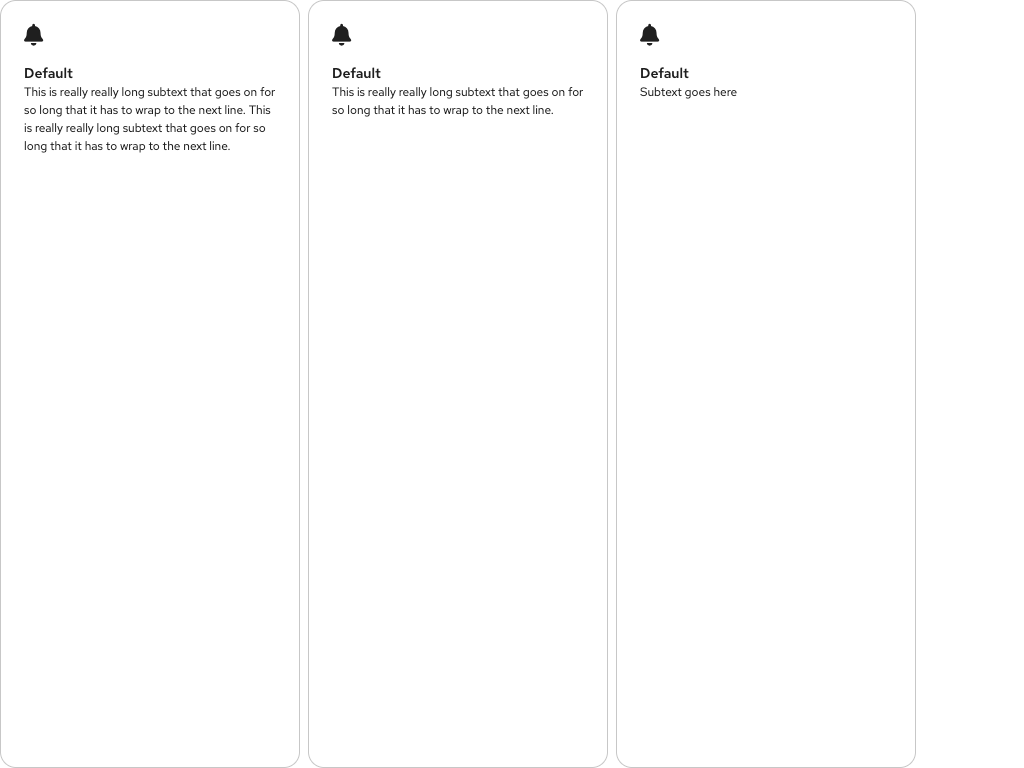 Default
This is really really long subtext that goes on for
so long that it has to wrap to the next line. This
is really really long subtext that goes on for so
long that it has to wrap to the next line.
Default
This is really really long subtext that goes on for
so long that it has to wrap to the next line.
Default
Subtext goes here